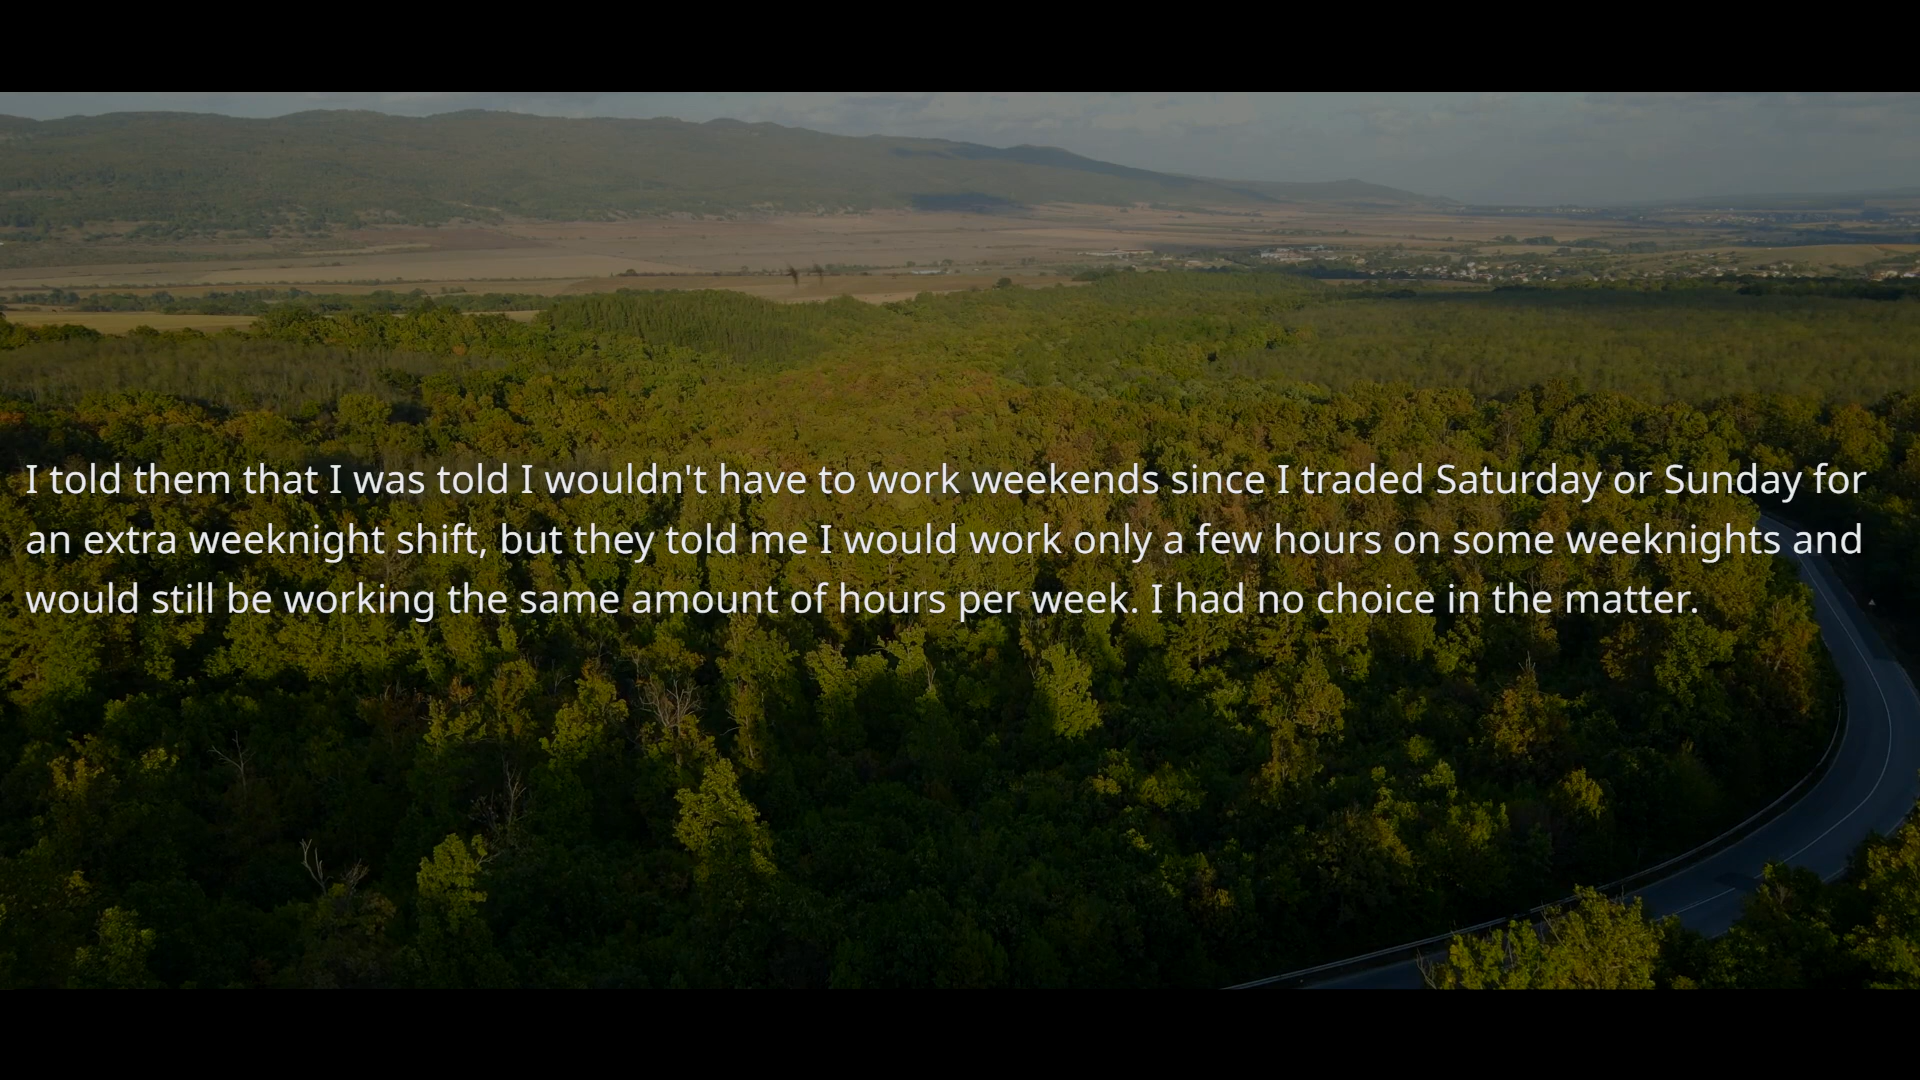 I told them that I was told I wouldn't have to work weekends since I traded Saturday or Sunday for
an extra weeknight shift, but they told me I would work only a few hours on some weeknights and
would still be working the same amount of hours per week. I had no choice in the matter.